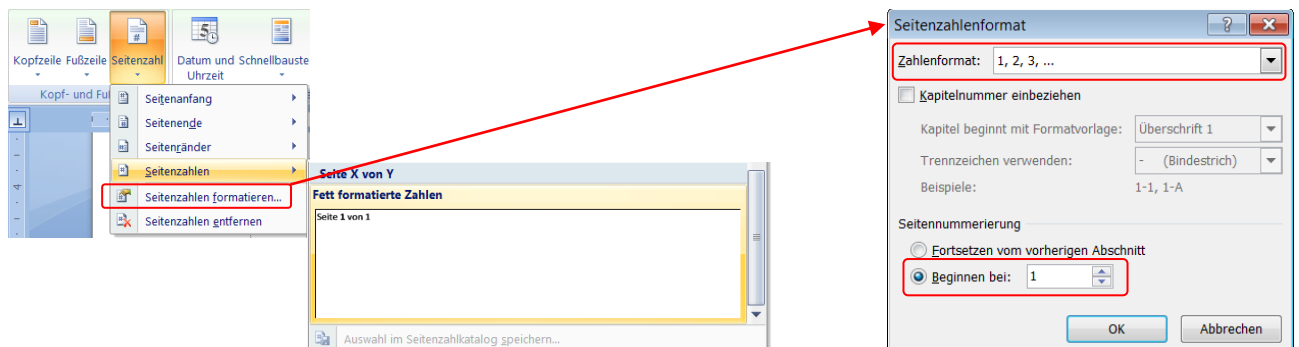 Kopfzeile Fußzeile Seitenzahl Datum und Uhrzeit Schnellbauste
Kopf- und Fu
Seitenanfang
Seitenende
Seitenränder
Seitenzahlen
Seitenzahlen formatieren...
Seitenzahlen entfernen
Seite X von Y
Fett formatierte Zahlen
Seite 1 von 1
Auswahl im Seitenzahlkatalog speichern...
Seitenzahlenformat
Zahlenformat: 1, 2, 3, ...
Kapitelnummer einbeziehen
Kapitel beginnt mit Formatvorlage: Überschrift 1
Trennzeichen verwenden: - (Bindestrich)
Beispiele: 1-1, 1-A
Seitennummerierung
Fortsetzen vom vorherigen Abschnitt
Beginnen bei: 1
OK Abbrechen